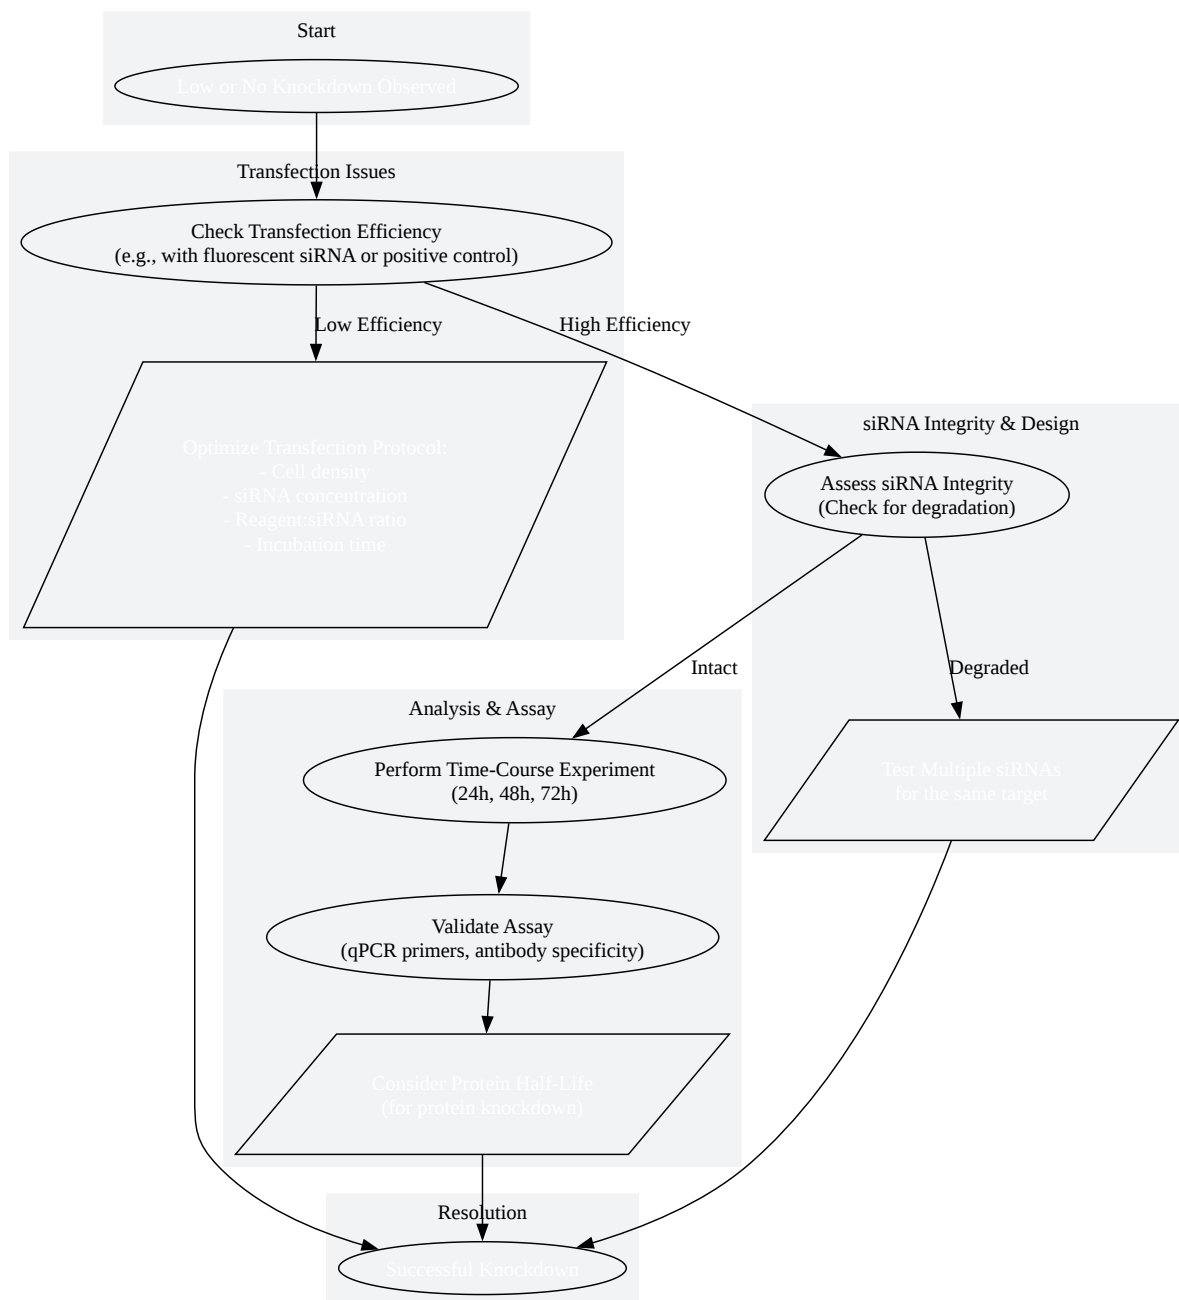 Start
Low or No Knockdown Observed
Transfection Issues
Check Transfection Efficiency
(e.g., with fluorescent siRNA or positive control)
Low Efficiency
High Efficiency
Optimize Transfection Protocol:
- Cell density
- siRNA concentration
- Reagent:siRNA ratio
- Incubation time
siRNA Integrity & Design
Assess siRNA Integrity
(Check for degradation)
Intact
Degraded
Test Multiple siRNAs
for the same target
Analysis & Assay
Perform Time-Course Experiment
(24h, 48h, 72h)
Validate Assay
(qPCR primers, antibody specificity)
Consider Protein Half-Life
(for protein knockdown)
Resolution
Successful Knockdown